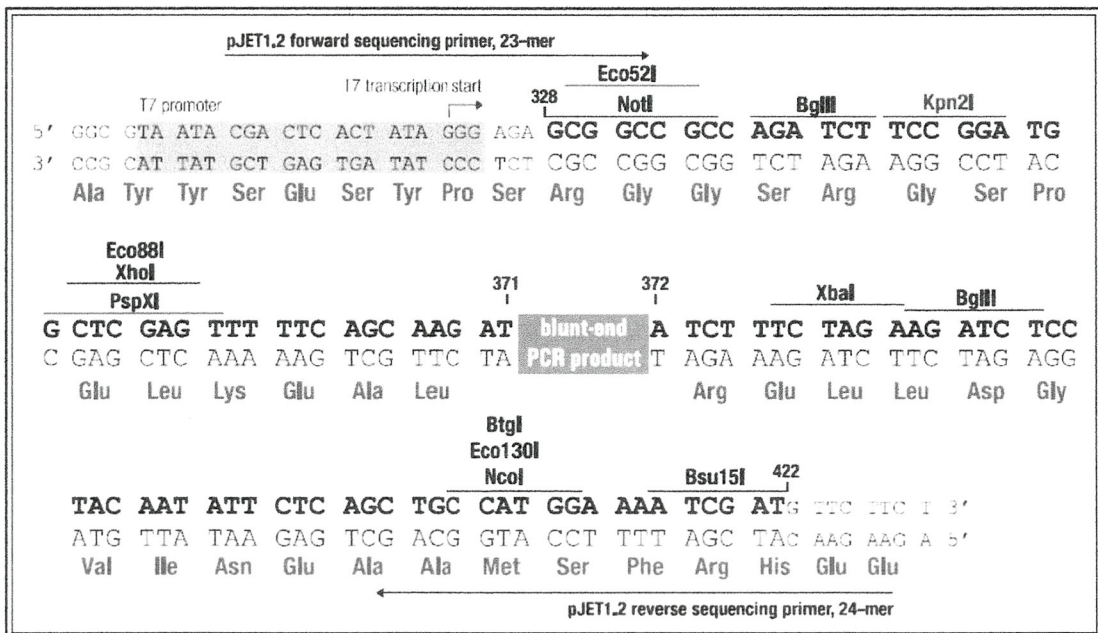 pJET1.2 forward sequencing primer, 23-mer
Eco52I
T7 promoter T7 transcription start 328 NotI BglII Kpn2I
5′ GGC GTA ATA CGA CTC ACT ATA GGG AGA GCG GCC GCC AGA TCT TCC GGA TG
3′ CCG CAT TAT GCT GAG TGA TAT CCC TCT CGC CGG CGG TCT AGA AGG CCT AC
Ala Tyr Tyr Ser Glu Ser Tyr Pro Ser Arg Gly Gly Ser Arg Gly Ser Pro
Eco88I
XhoI
PspXI 371 372 XbaI BglII
G CTC GAG TTT TTC AGC AAG AT blunt-end A TCT TTC TAG AAG ATC TCC
C GAG CTC AAA AAG TCG TTC TA PCR product T AGA AAG ATC TTC TAG AGG
Glu Leu Lys Glu Ala Leu Arg Glu Leu Leu Asp Gly
BtgI
Eco130I
NcoI Bsu15I 422
TAC AAT ATT CTC AGC TGC CAT GGA AAA TCG ATG TTC TTC T 3′
ATG TTA TAA GAG TCG ACG GTA CCT TTT AGC TAC AAG AAG A 5′
Val Ile Asn Glu Ala Ala Met Ser Phe Arg His Glu Glu
pJET1.2 reverse sequencing primer, 24-mer